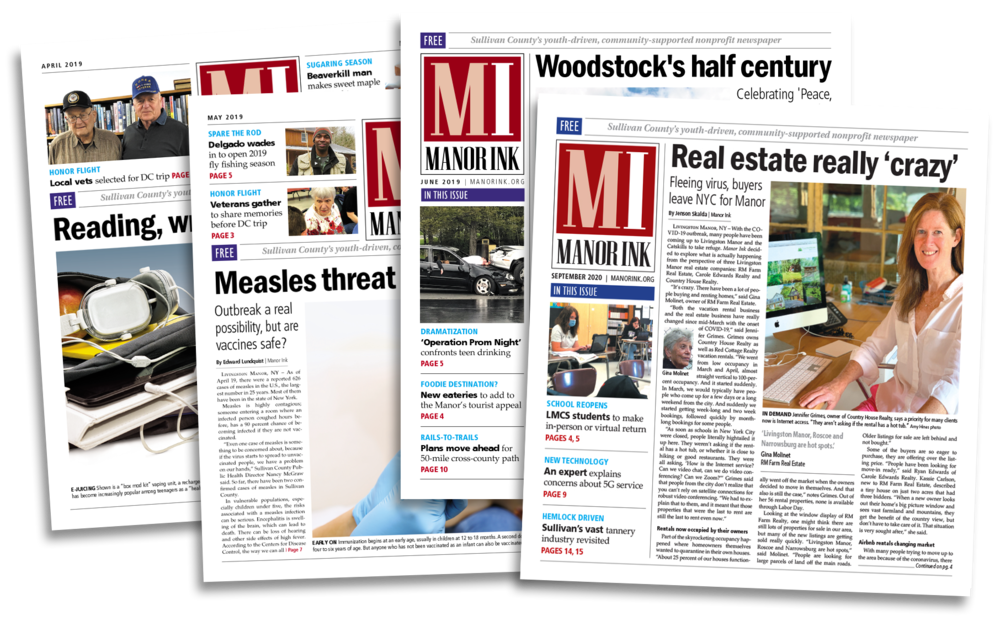 APRIL 2019
HONOR FLIGHT
Local vets selected for DC trip PAGE
FREE
Sullivan County's
Reading,
E-JUICING Shown is a "box mod kit" vaping unit, a
has become increasingly popular among teenagers as a
SUGARING SEASON
Beaverkill man
makes sweet maple
MAY 2019
SPARE THE ROD
Delgado wades
in to open 2019
fly fishing season
PAGE 5
HONOR FLIGHT
Veterans gather
to share memories
before DC trip
PAGE 3
FREE
Sullivan County's youth-driven,
Measles threat
Outbreak a real
possibility, but are
vaccines safe?
By Edward Lundquist | Manor Ink
LIVINGSTON MANOR, NY – As of
April 19, there were a reported 626
cases of measles in the U.S., the larg-
est number in 25 years. Most of them
have been in the state of New York.
Measles is highly contagious;
someone entering a room where an
infected person coughed hours be-
fore, has a 90 percent chance of be-
coming infected if they are not vac-
cinated.
"Even one case of measles is some-
thing to be concerned about, because
if the virus starts to spread to unvac-
cinated people, we have a problem
on our hands," Sullivan County Pub-
lic Health Director Nancy McGraw
said. So far, there have been two con-
firmed cases of measles in Sullivan
County.
In vulnerable populations, espe-
cially children under five, the risks
associated with a measles infection
can be serious. Encephalitis is swell-
ing of the brain, which can lead to
death. There can be loss of hearing
and other side effects of high fever.
According to the Centers for Disease
Control, the way we can all | Page 7
EARLY ON Immunization begins at an early age, usually in children at 12 to 18 months. A second
four to six years of age. But anyone who has not been vaccinated as an infant can also be
FREE
Sullivan County's youth-driven, community-supported nonprofit newspaper
MI
MANOR INK
JUNE 2019 | MANORINK.ORG
Woodstock's half century
Celebrating 'Peace,
IN THIS ISSUE
DRAMATIZATION
'Operation Prom Night'
confronts teen drinking
PAGE 5
FOODIE DESTINATION?
New eateries to add to
the Manor's tourist appeal
PAGE 4
RAILS-TO-TRAILS
Plans move ahead for
50-mile cross-county path
PAGE 10
FREE
Sullivan County's youth-driven, community-supported nonprofit newspaper
MI
MANOR INK
SEPTEMBER 2020 | MANORINK.ORG
IN THIS ISSUE
SCHOOL REOPENS
LMCS students to make
in-person or virtual return
PAGES 4, 5
NEW TECHNOLOGY
An expert explains
concerns about 5G service
PAGE 9
HEMLOCK DRIVEN
Sullivan's vast tannery
industry revisited
PAGES 14, 15
Real estate really 'crazy'
Fleeing virus, buyers
leave NYC for Manor
By Jemson Skalda | Manor Ink
LIVINGSTON MANOR, NY – With the CO-
VID-19 outbreak, many people have been
coming up to Livingston Manor and the
Catskills to take refuge. Manor Ink decid-
ed to explore what is actually happening
from the perspective of three Livingston
Manor real estate companies: RM Farm
Real Estate, Carole Edwards Realty and
Country House Realty.
"It's crazy. There have been a lot of peo-
ple buying and renting homes," said Gina
Molinet, owner of RM Farm Real Estate.
"Both the vacation rental business
and the real estate business have really
changed since mid-March with the onset
of COVID-19," said Jenni-
fer Grimes. Grimes owns
Country House Realty as
well as Red Cottage Realty
vacation rentals. "We went
from low occupancy in
March and April, almost
straight vertical to 100-per-
cent occupancy. And it started suddenly.
In March, we would typically have peo-
ple who come up for a few days or a long
weekend from the city. And suddenly we
started getting week-long and two week
bookings, followed quickly by month-
long bookings for some people.
Gina Molinet
"As soon as schools in New York City
were closed, people literally hightailed it
up here. They weren't asking if the rent-
al has a hot tub, or whether it is close to
hiking or good restaurants. They were
all asking, 'How is the Internet service?
Can we video chat, can we do video con-
ferencing? Can we Zoom?'" Grimes said
that people from the city don't realize that
you can't rely on satellite connections for
robust video conferencing. "We had to ex-
plain that to them, and it meant that those
properties that were the last to rent are
still the last to rent even now."
Rentals now occupied by their owners
Part of the skyrocketing occupancy hap-
pened where homeowners themselves
wanted to quarantine in their own houses.
"About 25 percent of our houses function-
IN DEMAND Jennifer Grimes, owner of Country House Realty, says a priority for many clients
now is Internet access. "They aren't asking if the rental has a hot tub." Amy Hines photo
'Livingston Manor, Roscoe and
Narrowsburg are hot spots.'
Gina Molinet
RM Farm Real Estate
ally went off the market when the owners
decided to move in themselves. And that
also is still the case," notes Grimes. Out of
her 56 rental properties, none is available
through Labor Day.
Looking at the window display of RM
Farm Realty, one might think there are
still lots of properties for sale in our area,
but many of the new listings are getting
sold really quickly. "Livingston Manor,
Roscoe and Narrowsburg are hot spots,"
said Molinet. "People are looking for
large parcels of land off the main roads.
Older listings for sale are left behind and
not bought."
Some of the buyers are so eager to
purchase, they are offering over the list-
ing price. "People have been looking for
move-in ready," said Ryan Edwards of
Carole Edwards Realty. Kassie Carlson,
new to RM Farm Real Estate, described
a tiny house on just two acres that had
three bidders. "When a new owner looks
out their home's big picture window and
sees vast farmland and mountains, they
get the benefit of the country view, but
don't have to take care of it. That situation
is very sought after," she said.
Airbnb rentals changing market
With many people trying to move up to
the area because of the coronavirus, there
Continued on pg. 4